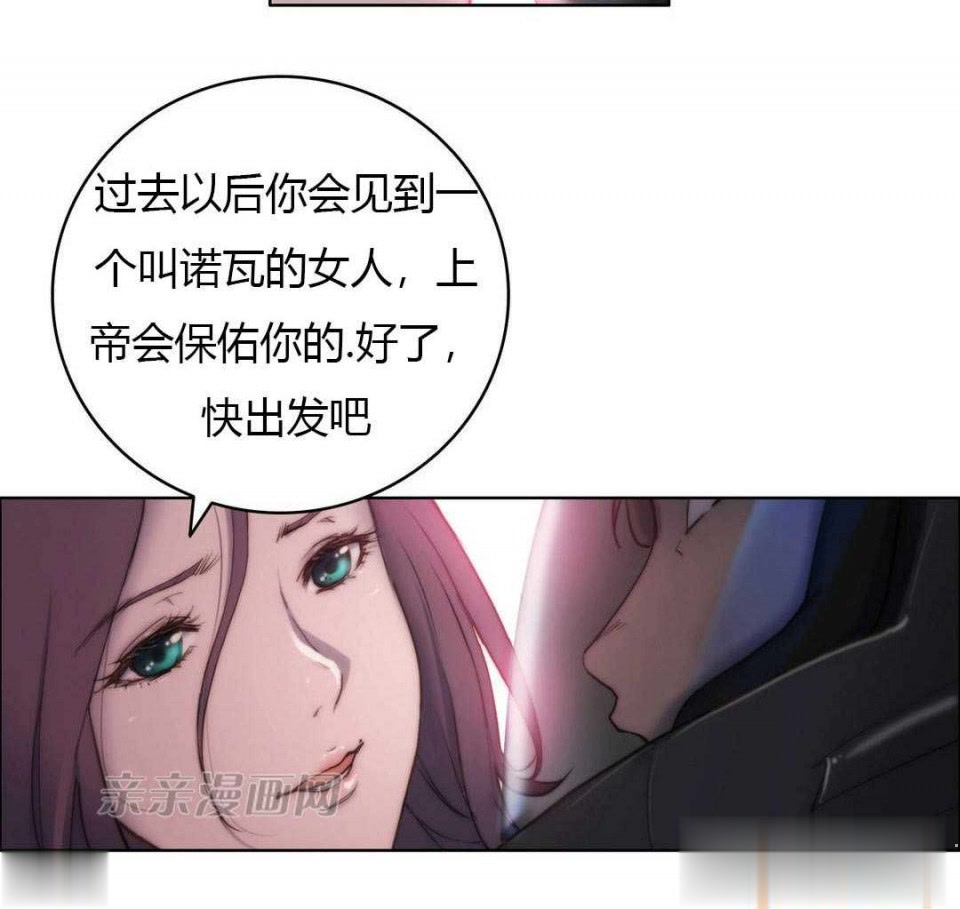 过去以后你会见到一
个叫诺瓦的女人，上
帝会保佑你的.好了，
快出发吧
亲亲漫画网